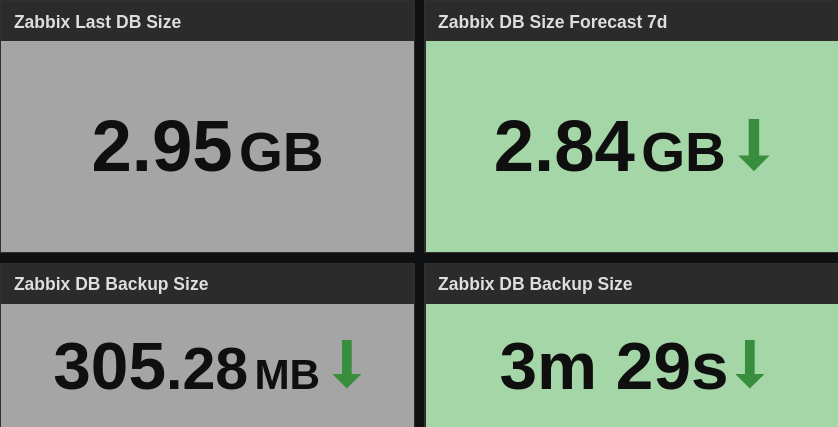 Zabbix Last DB Size
2.95 GB
Zabbix DB Size Forecast 7d
2.84 GB
Zabbix DB Backup Size
305.28 MB
Zabbix DB Backup Size
3m 29s